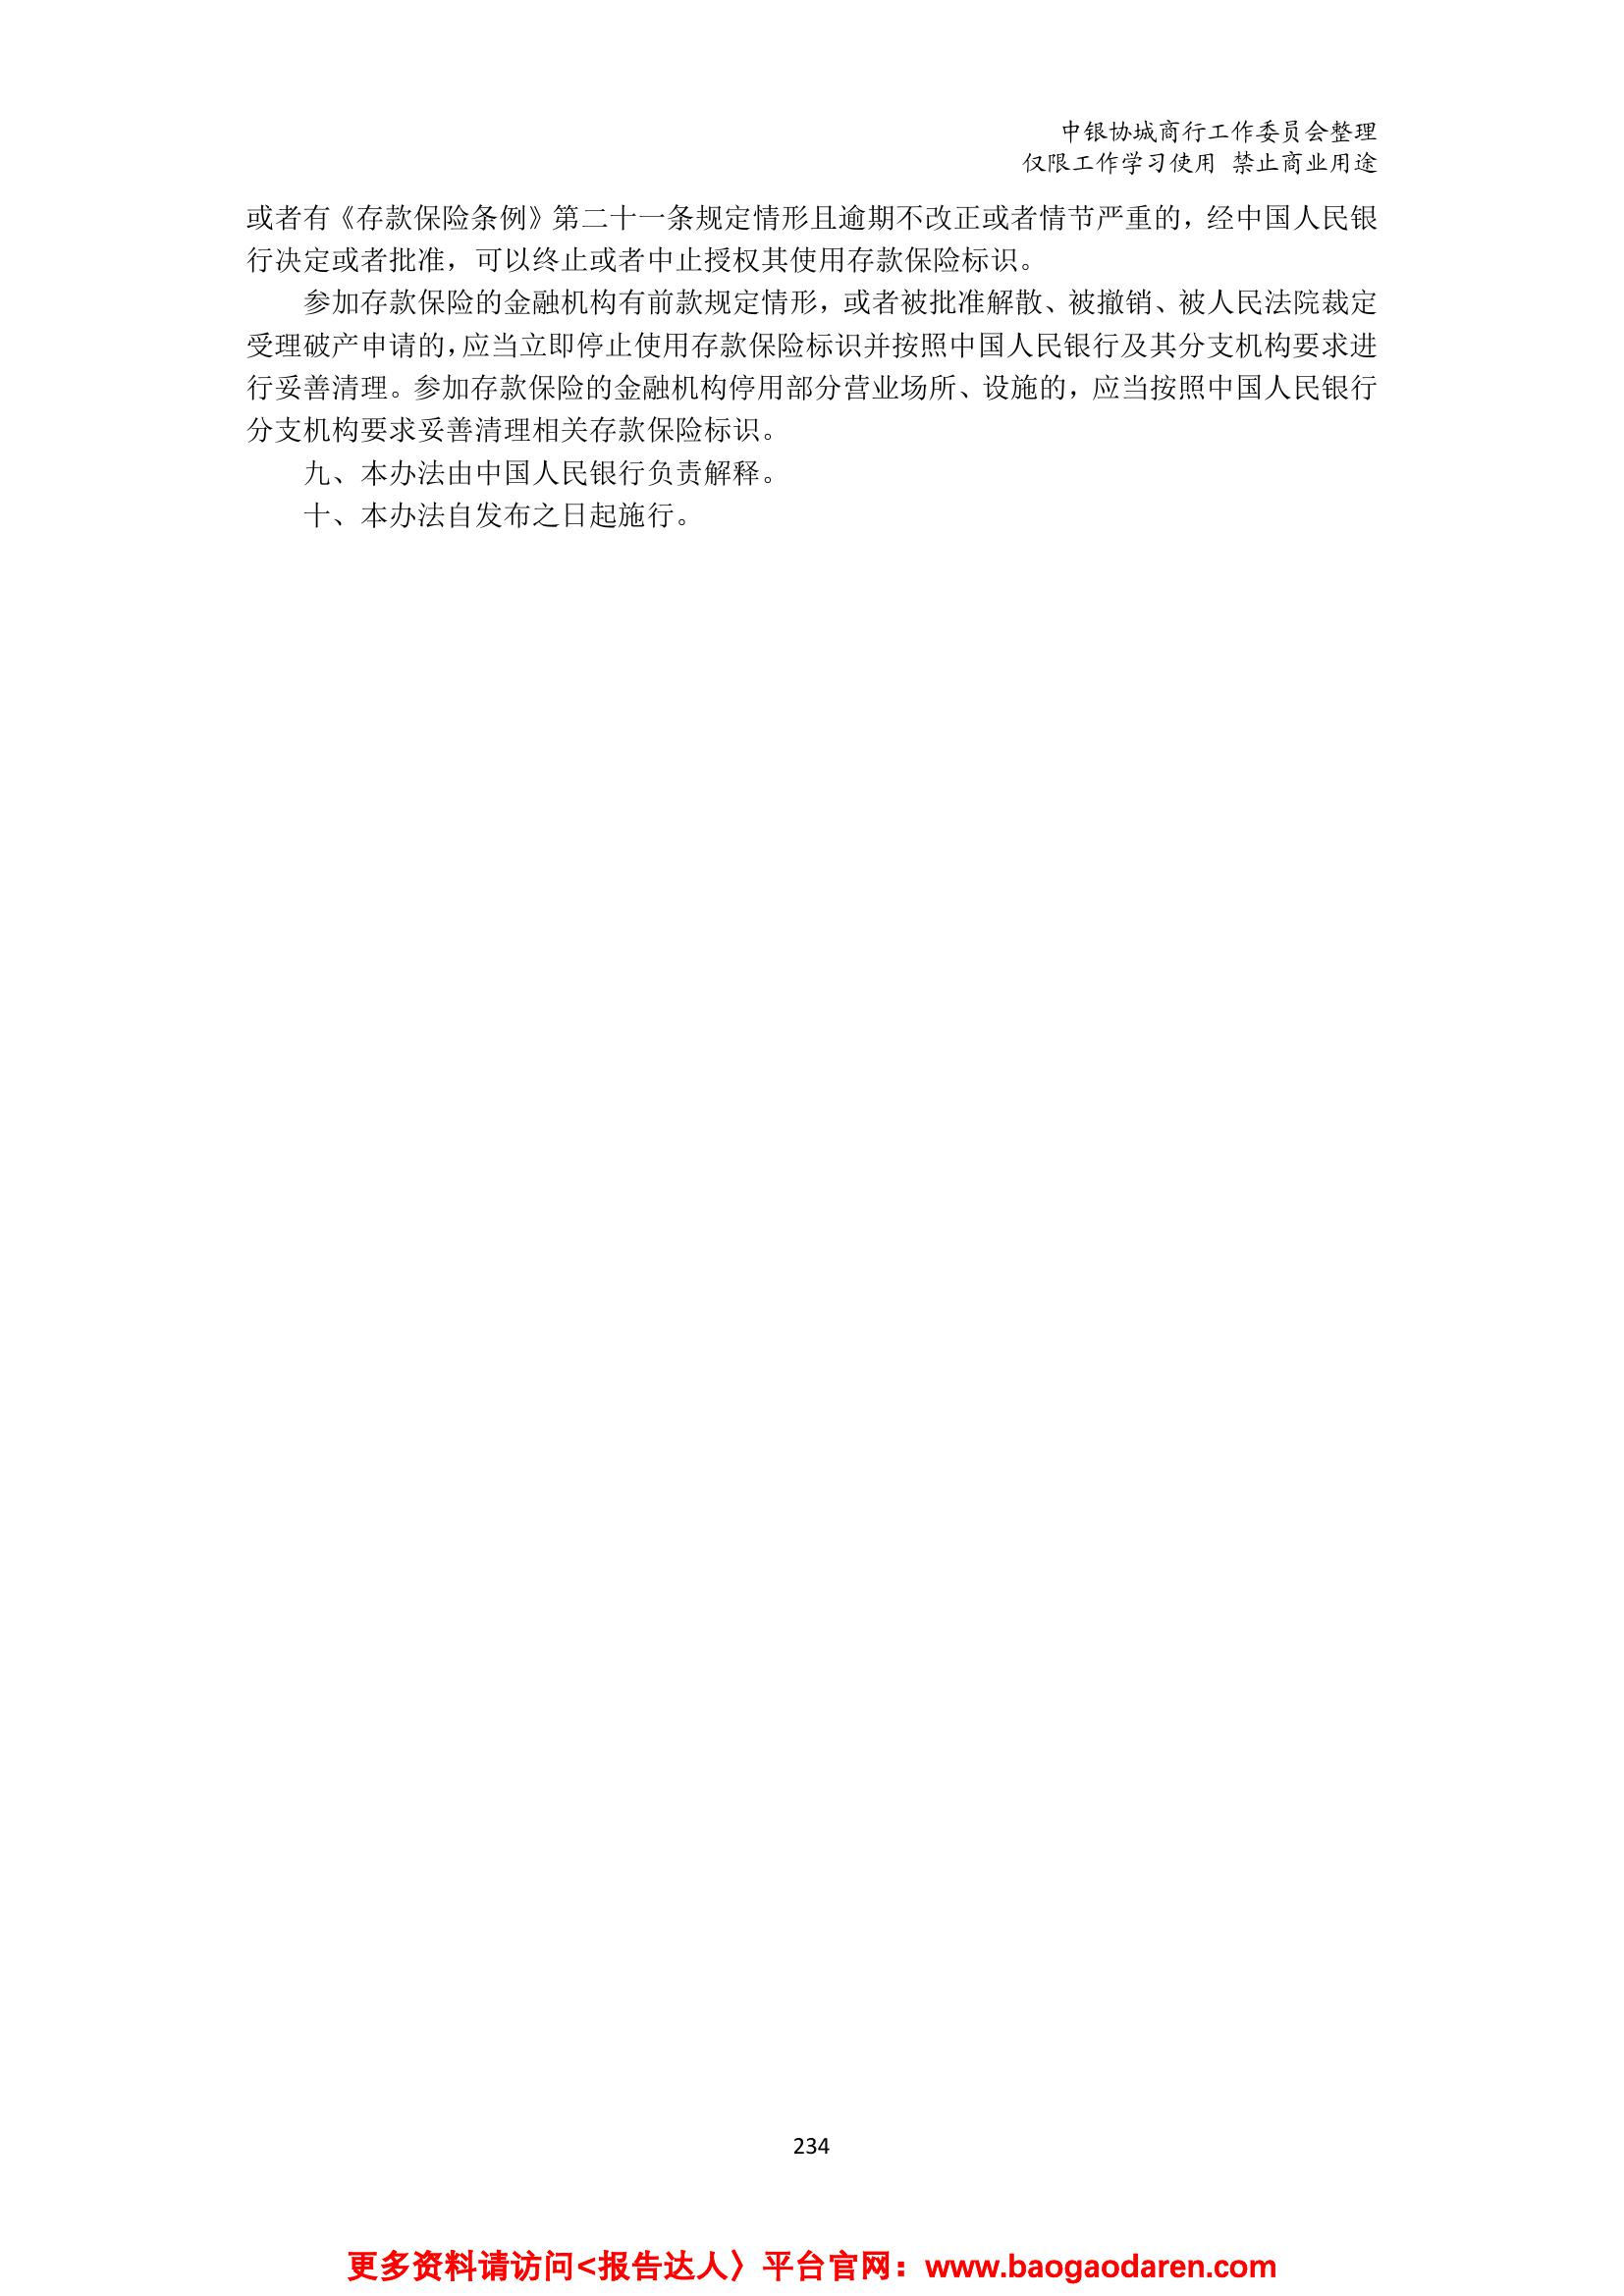 中银协城商行工作委员会整理
仅限工作学习使用 禁止商业用途
或者有《存款保险条例》第二十一条规定情形且逾期不改正或者情节严重的，经中国人民银
行决定或者批准，可以终止或者中止授权其使用存款保险标识。
参加存款保险的金融机构有前款规定情形，或者被批准解散、被撤销、被人民法院裁定
受理破产申请的，应当立即停止使用存款保险标识并按照中国人民银行及其分支机构要求进
行妥善清理。参加存款保险的金融机构停用部分营业场所、设施的，应当按照中国人民银行
分支机构要求妥善清理相关存款保险标识。
九、本办法由中国人民银行负责解释。
十、本办法自发布之日起施行。
234
更多资料请访问<报告达人〉平台官网：www.baogaodaren.com